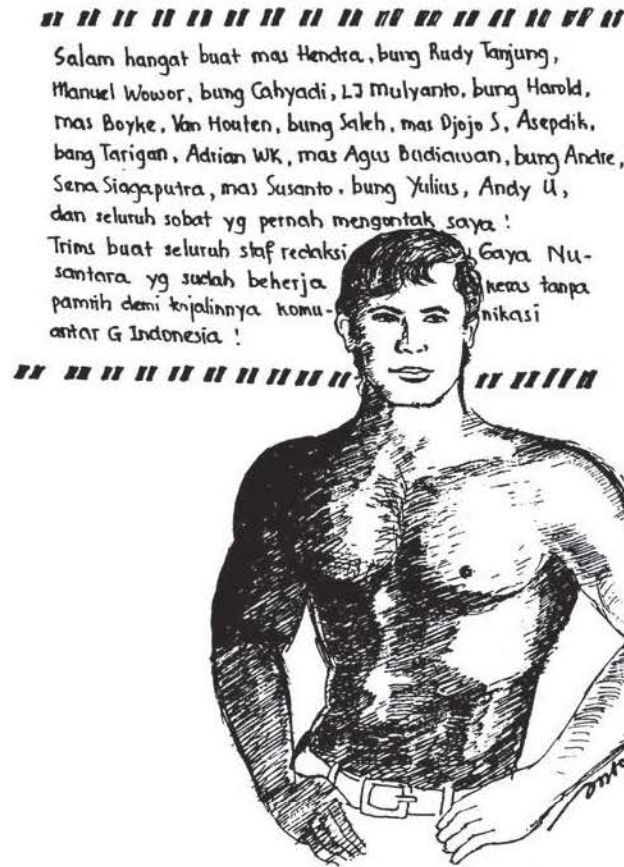 Salam hangat buat mas Hendra, bung Rudy Tanjung,
Manuel Wowor, bung Cahyadi, LJ Mulyanto, bung Harold,
mas Boyke, Van Houten, bung Saleh, mas Djojo S, Asepdik,
bang Tarigan, Adrian WK, mas Agus Budiawan, bung Andre,
Sena Siagaputra, mas Susanto, bung Yulius, Andy U,
dan seluruh sobat yg pernah mengontak saya !
Trims buat seluruh staf redaksi Gaya Nu-
santara yg sudah bekerja keras tanpa
pamrih demi terjalinnya komu-nikasi
antar G Indonesia !